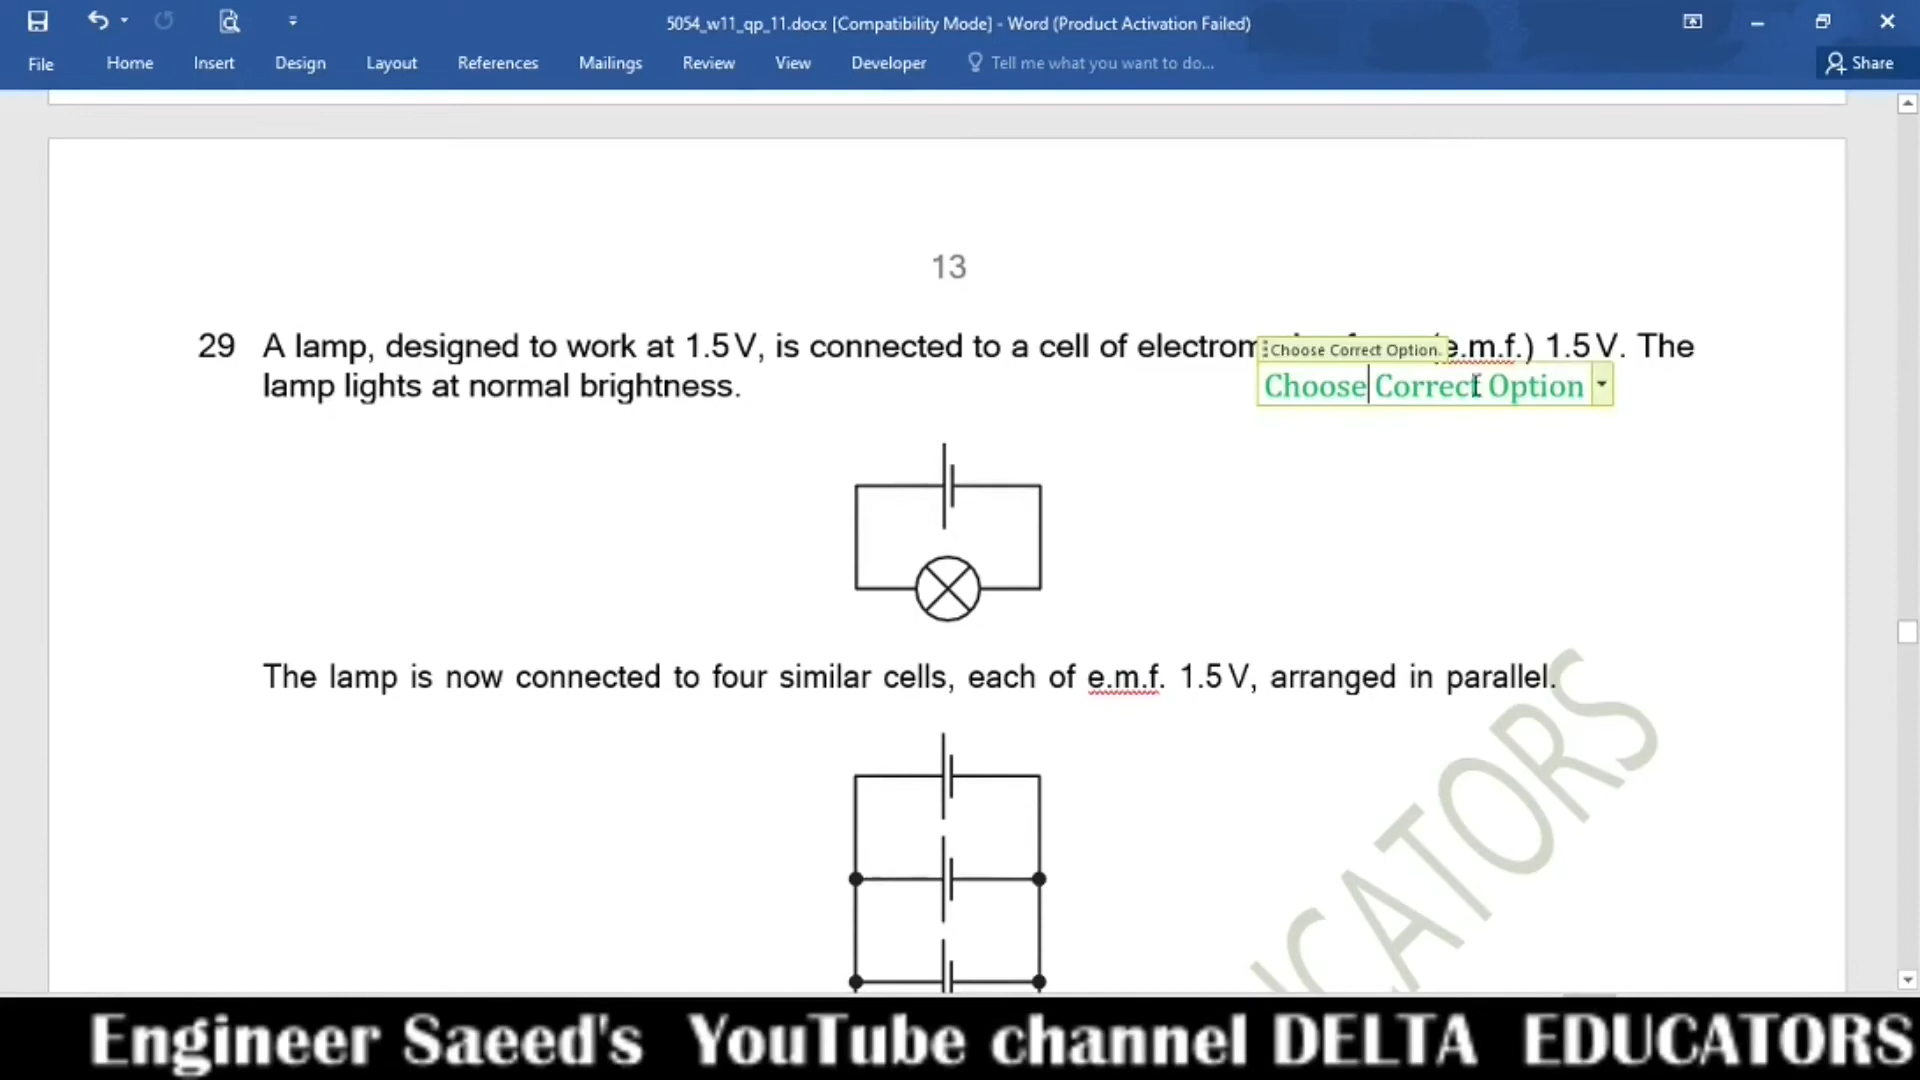 5054_w11_qp_11.docx [Compatibility Mode] - Word (Product Activation Failed)
File Home Insert Design Layout References Mailings Review View Developer Tell me what you want to do... Share
13
29 A lamp, designed to work at 1.5 V, is connected to a cell of e.m.f.) 1.5 V. The
Choose Correct Option.
lamp lights at normal brightness.
Choose Correct Option
The lamp is now connected to four similar cells, each of e.m.f. 1.5 V, arranged in parallel.
CATORS
Engineer Saeed's YouTube channel DELTA EDUCATORS